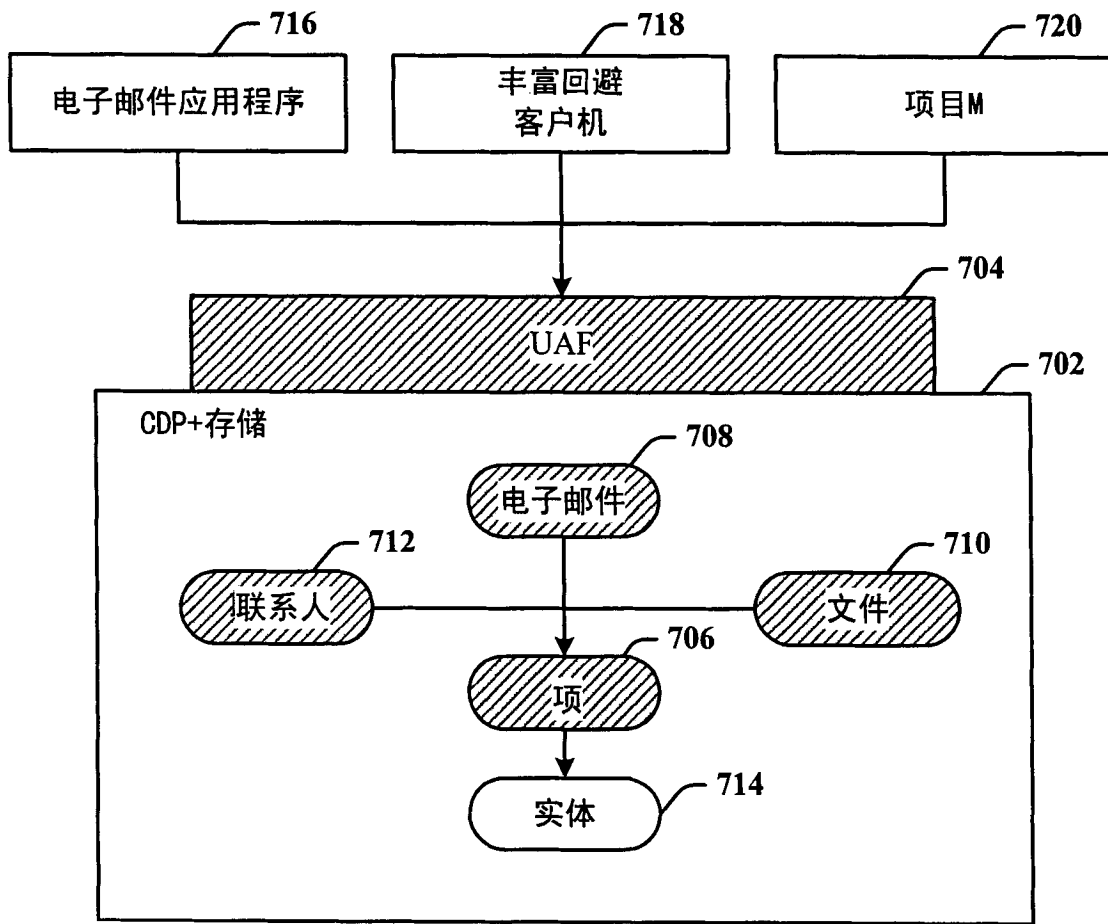 716
718
720
电子邮件应用程序
丰富回避
客户机
项目M
704
UAF
702
CDP+存储
708
电子邮件
712
710
联系人
文件
706
项
714
实体